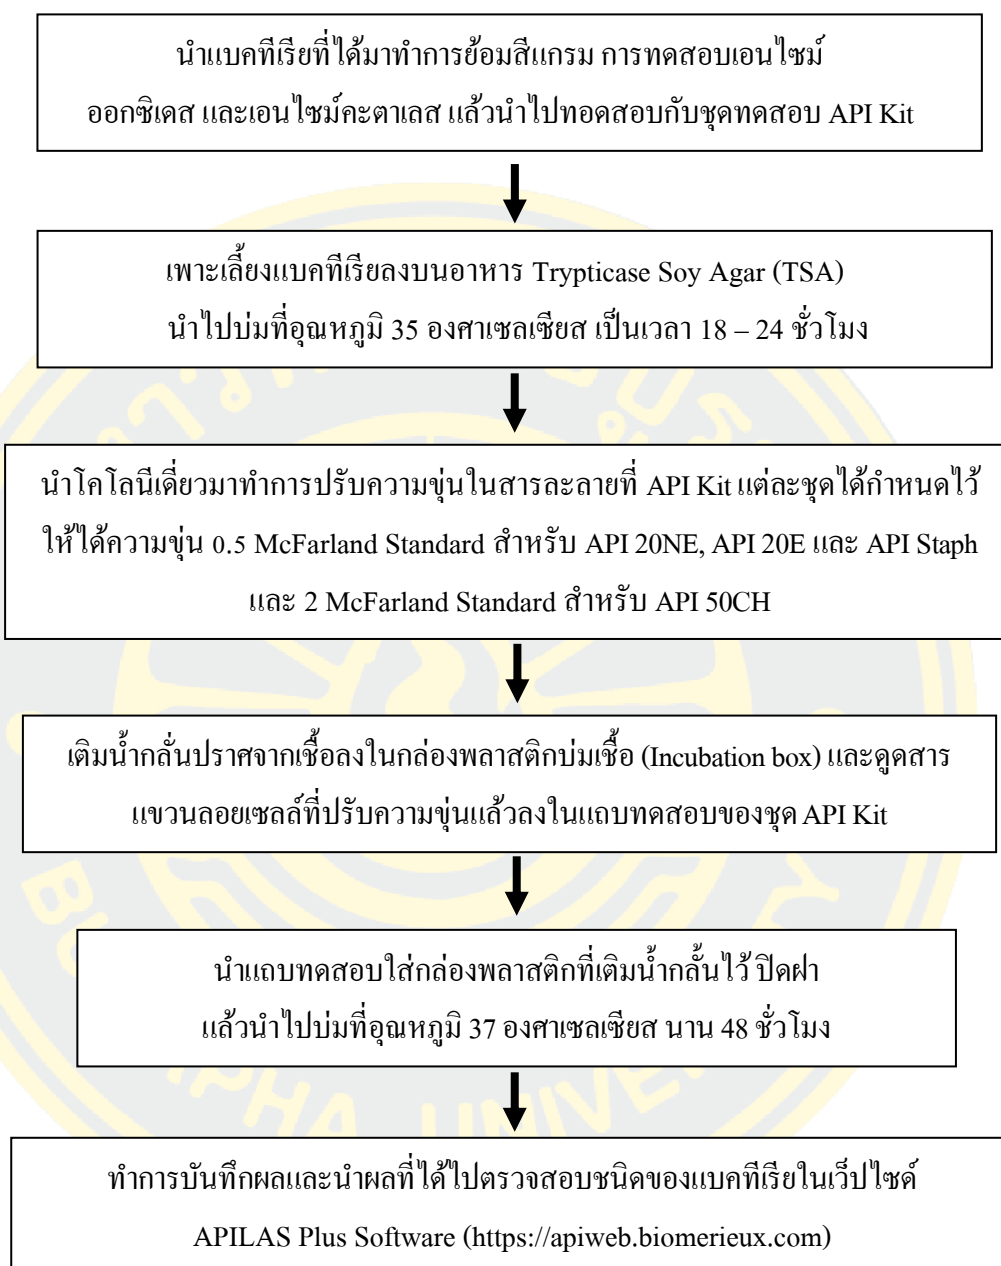 นำแบคทีเรียที่ได้มาทำการย้อมสีแกรม การทดสอบเอนไซม์
ออกซิเดส และเอนไซม์คะตาเลส แล้วนำไปทอดสอบกับชุดทดสอบ API Kit
เพาะเลี้ยงแบคทีเรียลงบนอาหาร Trypticase Soy Agar (TSA)
นำไปบ่มที่อุณหภูมิ 35 องศาเซลเซียส เป็นเวลา 18 – 24 ชั่วโมง
นำโคโลนีเดี่ยวมาทำการปรับความขุ่นในสารละลายที่ API Kit แต่ละชุดได้กำหนดไว้
ให้ได้ความขุ่น 0.5 McFarland Standard สำหรับ API 20NE, API 20E และ API Staph
และ 2 McFarland Standard สำหรับ API 50CH
เติมน้ำกลั่นปราศจากเชื้อลงในกล่องพลาสติกบ่มเชื้อ (Incubation box) และดูดสาร
แขวนลอยเซลล์ที่ปรับความขุ่นแล้วลงในแถบทดสอบของชุด API Kit
นำแถบทดสอบใส่กล่องพลาสติกที่เติมน้ำกลั้นไว้ ปิดฝา
แล้วนำไปบ่มที่อุณหภูมิ 37 องศาเซลเซียส นาน 48 ชั่วโมง
ทำการบันทึกผลและนำผลที่ได้ไปตรวจสอบชนิดของแบคทีเรียในเว็ปไซด์
APILAS Plus Software (https://apiweb.biomerieux.com)